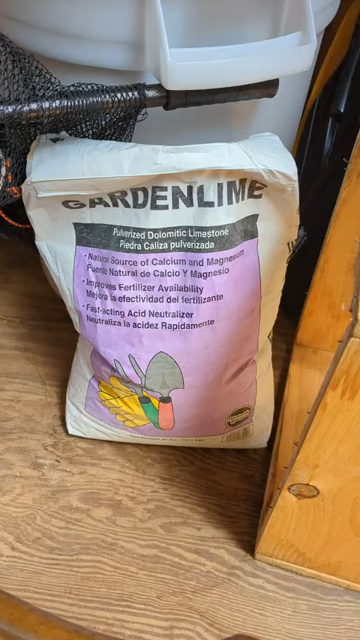 GARDENLIME
Pulverized Dolomitic Limestone
Piedra Caliza pulverizada
• Natural Source of Calcium and Magnesium
Fuente Natural de Calcio Y Magnesio
• Improves Fertilizer Availability
Mejora la efectividad del fertilizante
• Fast-acting Acid Neutralizer
Neutraliza la acidez Rapidamente